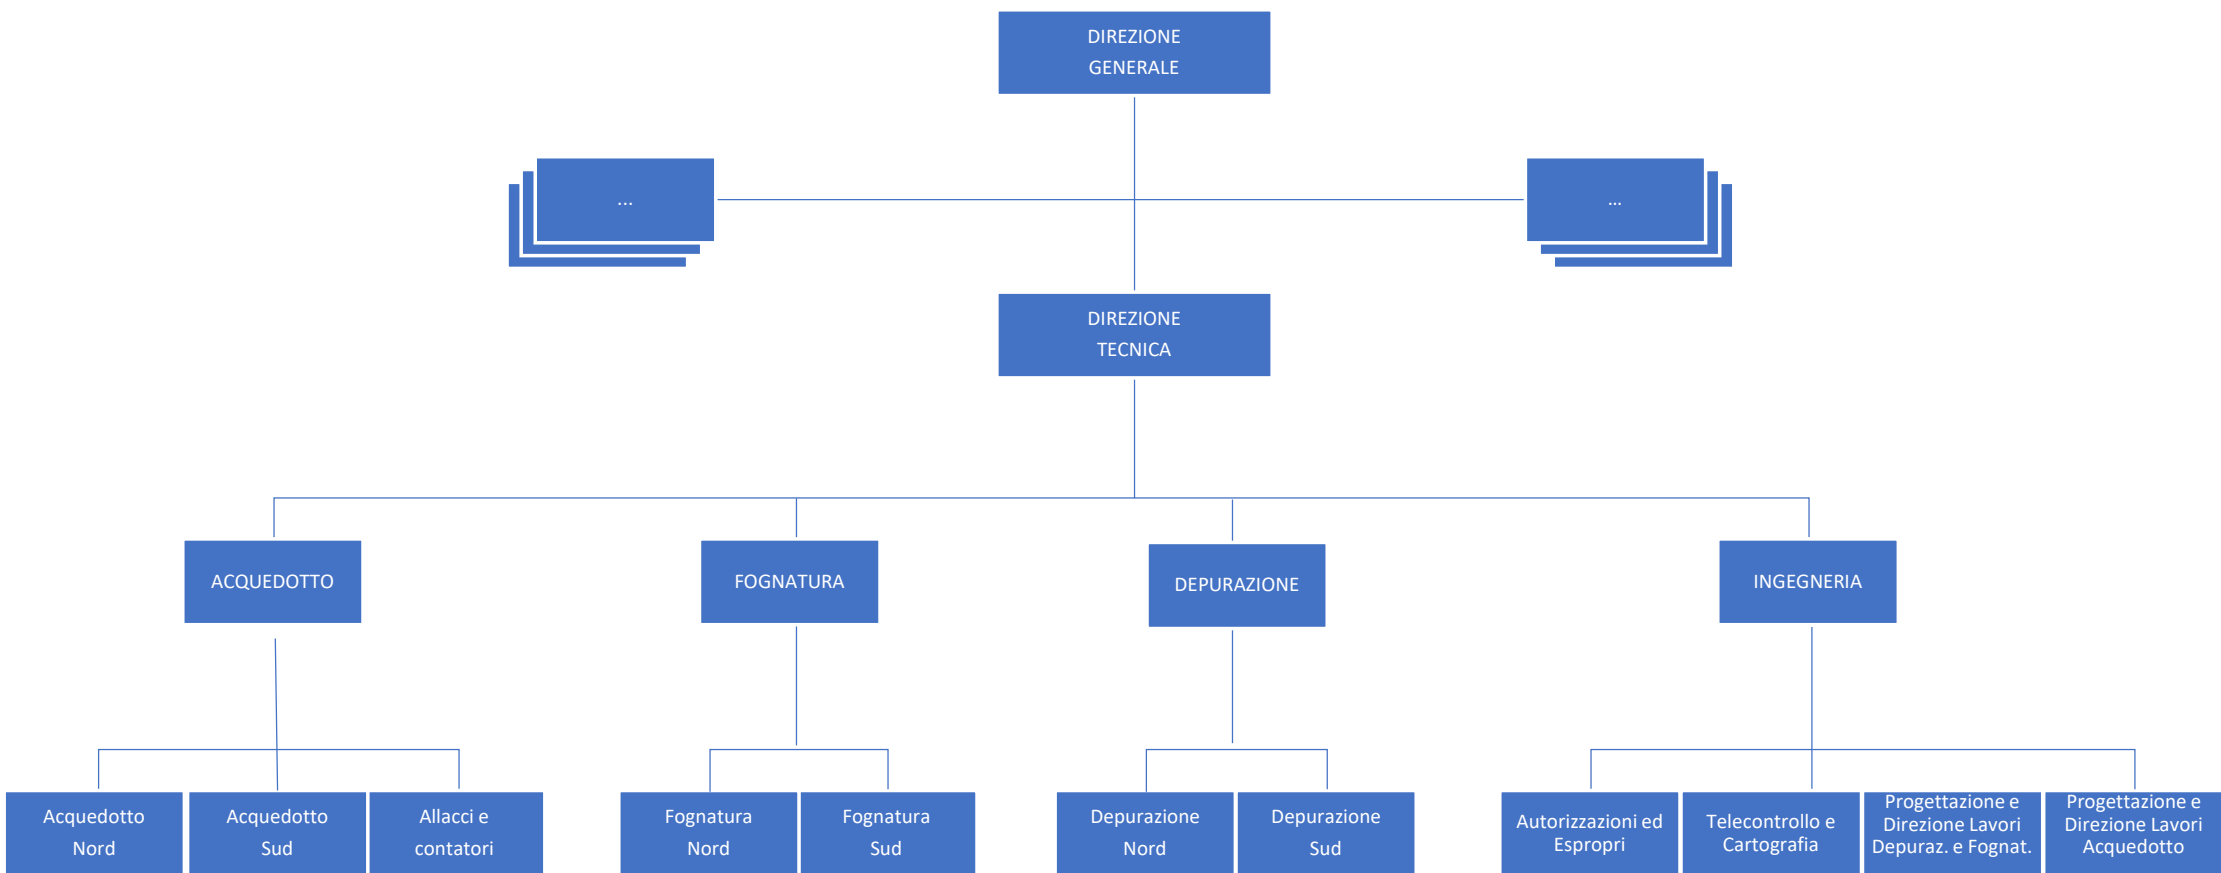 DIREZIONE
GENERALE
...
...
DIREZIONE
TECNICA
ACQUEDOTTO
FOGNATURA
DEPURAZIONE
INGEGNERIA
Acquedotto
Nord
Acquedotto
Sud
Allacci e
contatori
Fognatura
Nord
Fognatura
Sud
Depurazione
Nord
Depurazione
Sud
Autorizzazioni ed
Espropri
Telecontrollo e
Cartografia
Progettazione e
Direzione Lavori
Depuraz. e Fognat.
Progettazione e
Direzione Lavori
Acquedotto